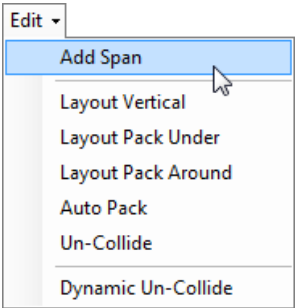 Edit
Add Span
Layout Vertical
Layout Pack Under
Layout Pack Around
Auto Pack
Un-Collide
Dynamic Un-Collide